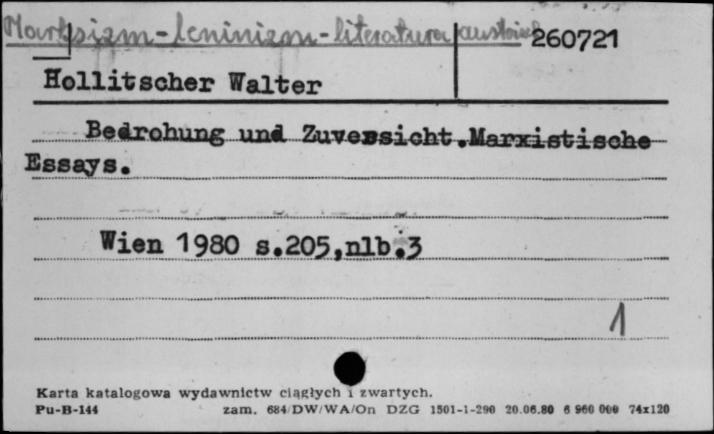 Marksizm-leninizm-literatura austriac 260721
Hollitscher Walter
Bedrohung und Zuversicht.Marxistische
Essays.
Wien 1980 s.205,nlb.3
1
Karta katalogowa wydawnictw ciągłych i zwartych.
Pu-B-144 zam. 684/DW/WA/On DZG 1501-1-290 20.06.80 6 960 000 74x120